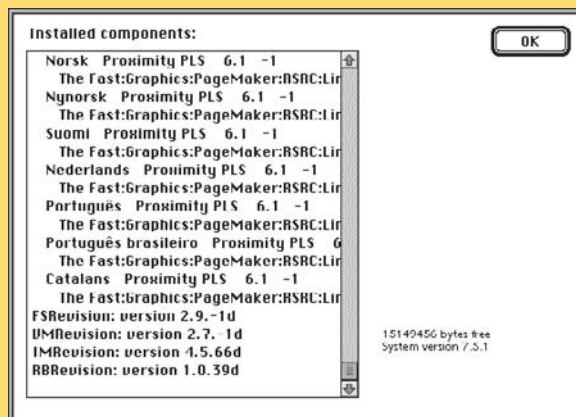 Installed components:
OK
Norsk Proximity PLS 6.1 -1
The Fast:Graphics:PageMaker:RSRC:Lin
Nynorsk Proximity PLS 6.1 -1
The Fast:Graphics:PageMaker:RSRC:Lin
Suomi Proximity PLS 6.1 -1
The Fast:Graphics:PageMaker:RSRC:Lin
Nederlands Proximity PLS 6.1 -1
The Fast:Graphics:PageMaker:RSRC:Lin
Português Proximity PLS 6.1 -1
The Fast:Graphics:PageMaker:RSRC:Lin
Português brasileiro Proximity PLS 6
The Fast:Graphics:PageMaker:RSRC:Lin
Catalans Proximity PLS 6.1 -1
The Fast:Graphics:PageMaker:RSRC:Lin
FSRevision: version 2.9.-1d
VMRevision: version 2.7.-1d
IMRevision: version 4.5.66d
RBRevision: version 1.0.39d
15149456 bytes free
System version 7.5.1